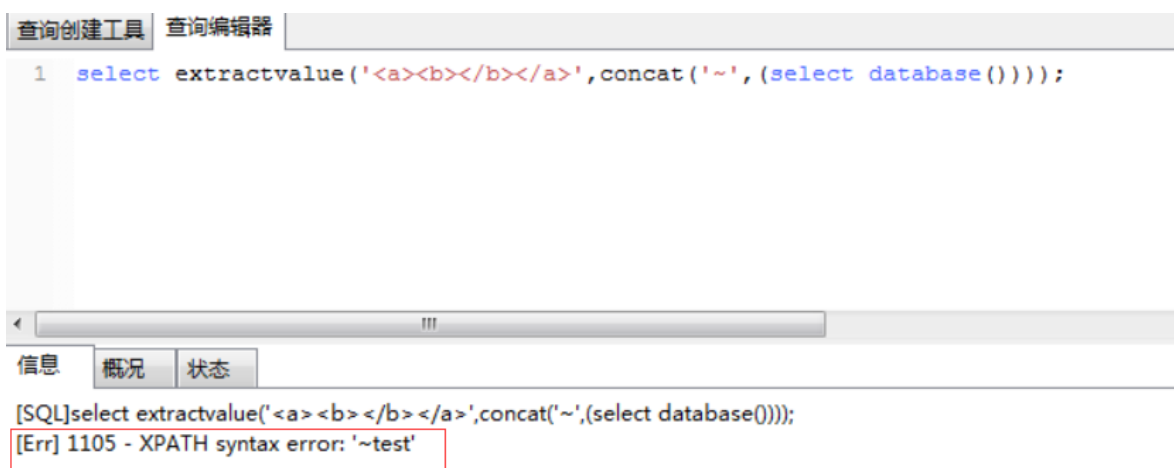 查询创建工具 查询编辑器
1 select extractvalue('<a><b></b></a>',concat('~',(select database())));
信息 概况 状态
[SQL]select extractvalue('<a><b></b></a>',concat('~',(select database())));
[Err] 1105 - XPATH syntax error: '~test'